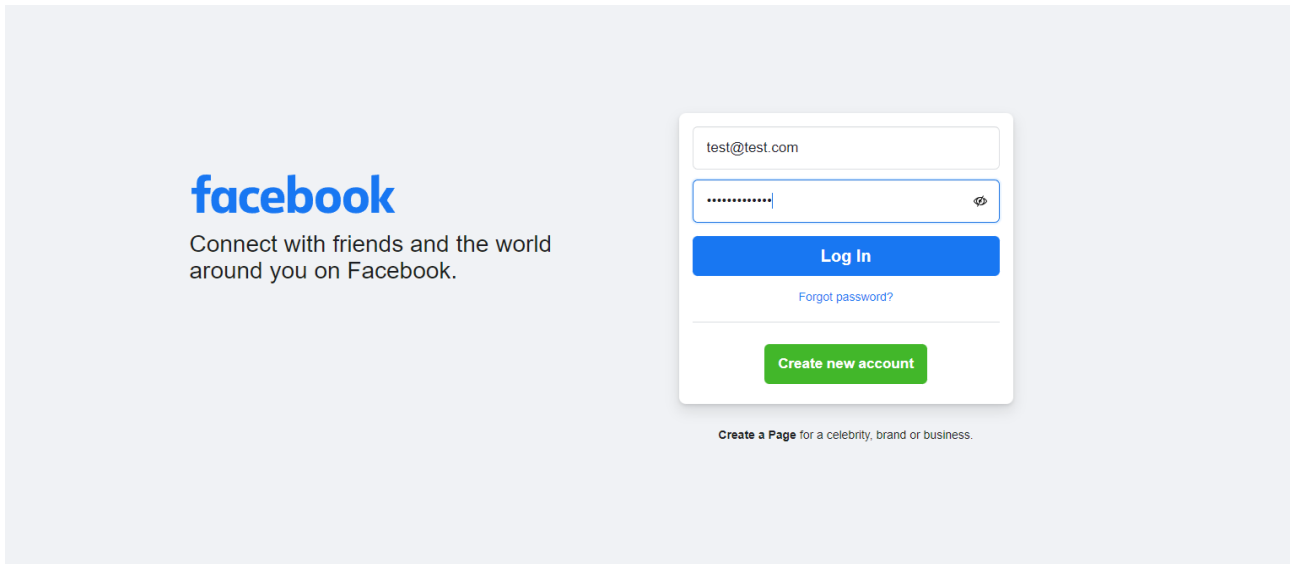 facebook
Connect with friends and the world
around you on Facebook.
test@test.com
•••••••••••••
Log In
Forgot password?
Create new account
Create a Page for a celebrity, brand or business.